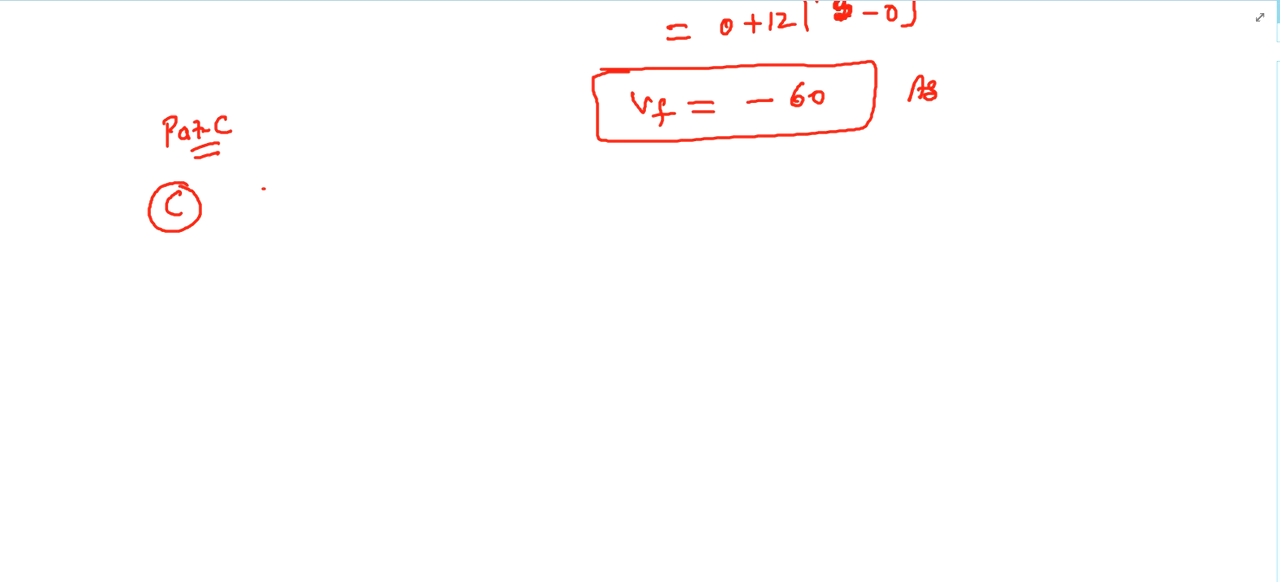 = 0+12[ -0]
Vf = -60
Part C
C